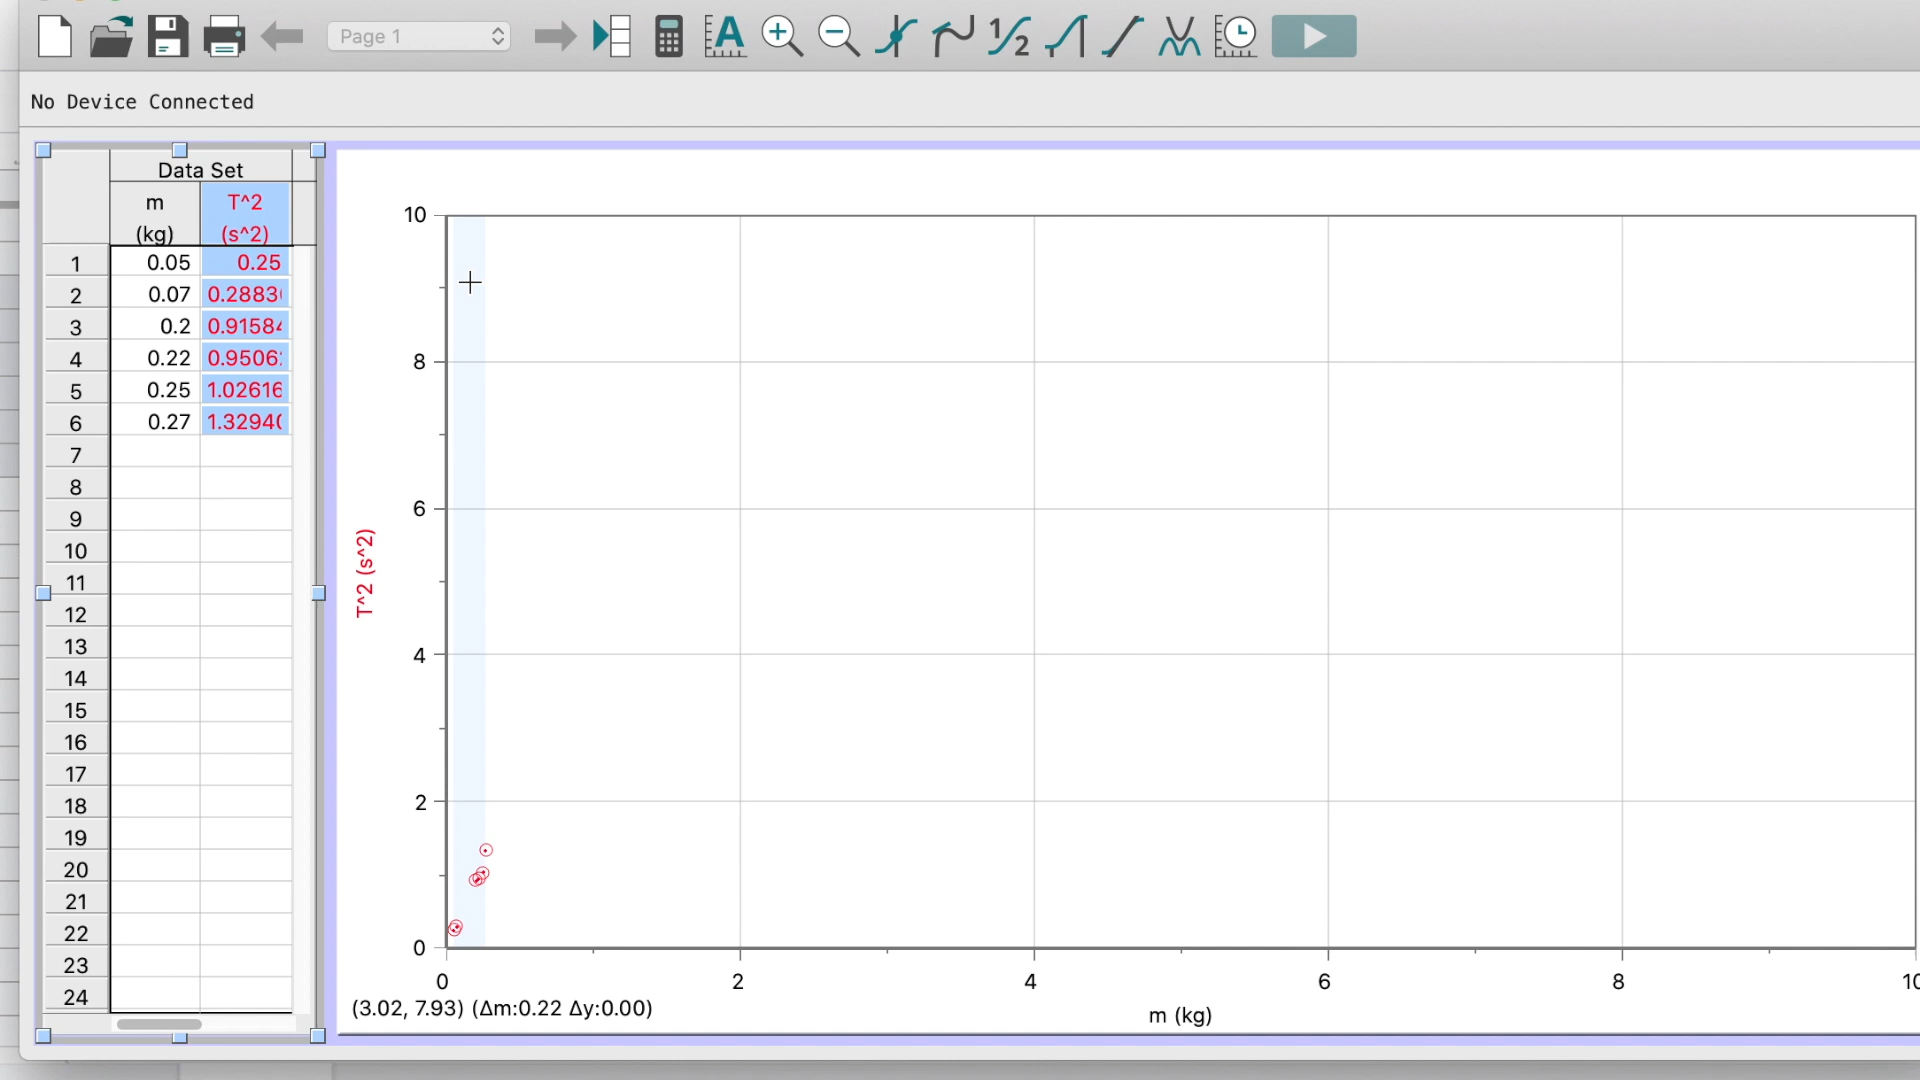 Page 1
A
1/2
No Device Connected
Data Set
m T^2
(kg) (s^2)
1 0.05 0.25
2 0.07 0.2883
3 0.2 0.9158
4 0.22 0.9506
5 0.25 1.02616
6 0.27 1.3294
7
8
9
10
11
12
13
14
15
16
17
18
19
20
21
22
23
24
10
8
6
4
2
0
T^2 (s^2)
0 2 4 6 8 10
(3.02, 7.93) (Δm:0.22 Δy:0.00)
m (kg)